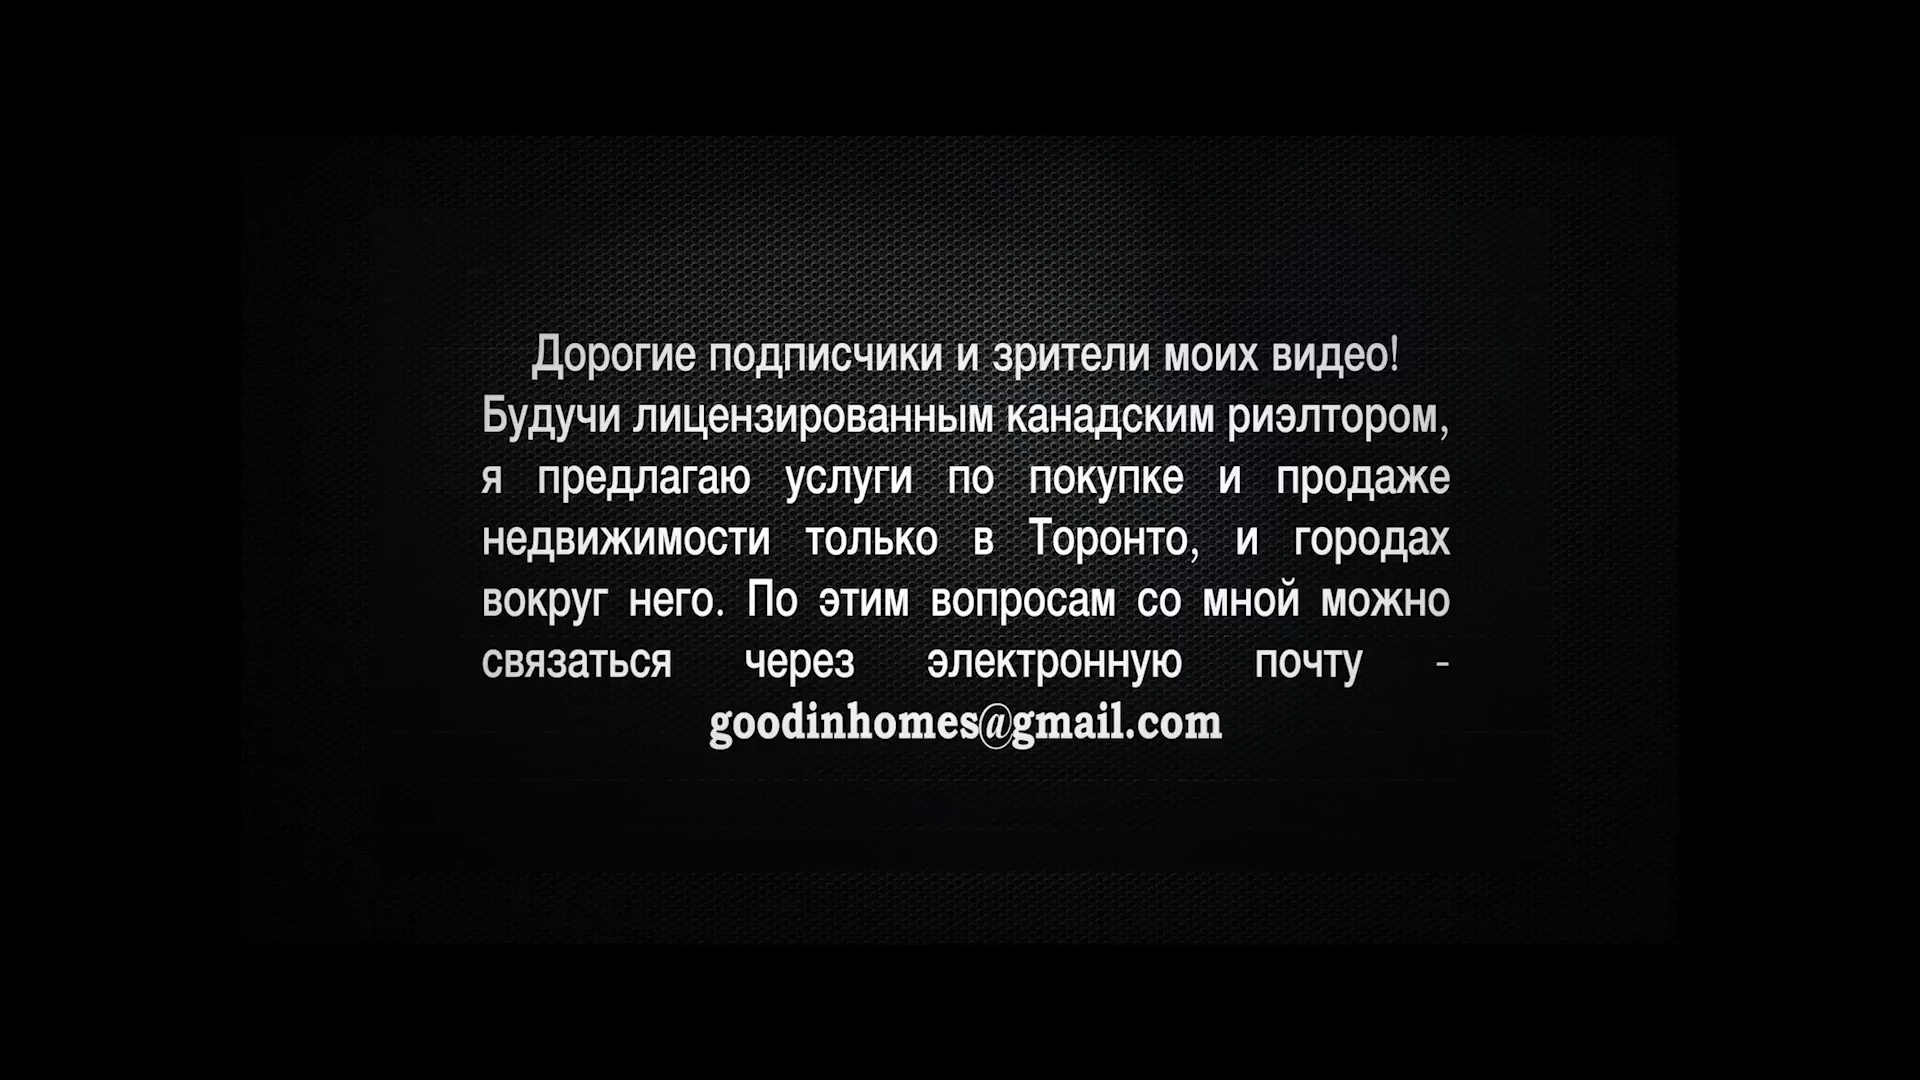 Дорогие подписчики и зрители моих видео!
Будучи лицензированным канадским риэлтором,
я предлагаю услуги по покупке и продаже
недвижимости только в Торонто, и городах
вокруг него. По этим вопросам со мной можно
связаться через электронную почту -
goodinhomes@gmail.com